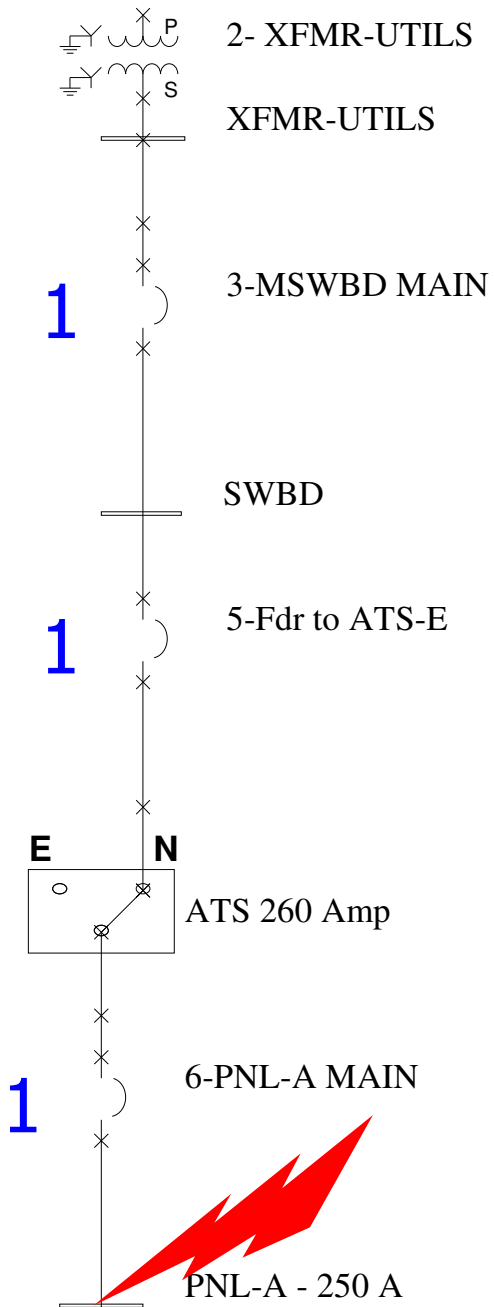 P 2- XFMR-UTILS
S
XFMR-UTILS
1 3-MSWBD MAIN
SWBD
1 5-Fdr to ATS-E
E N
ATS 260 Amp
1 6-PNL-A MAIN
PNL-A - 250 A